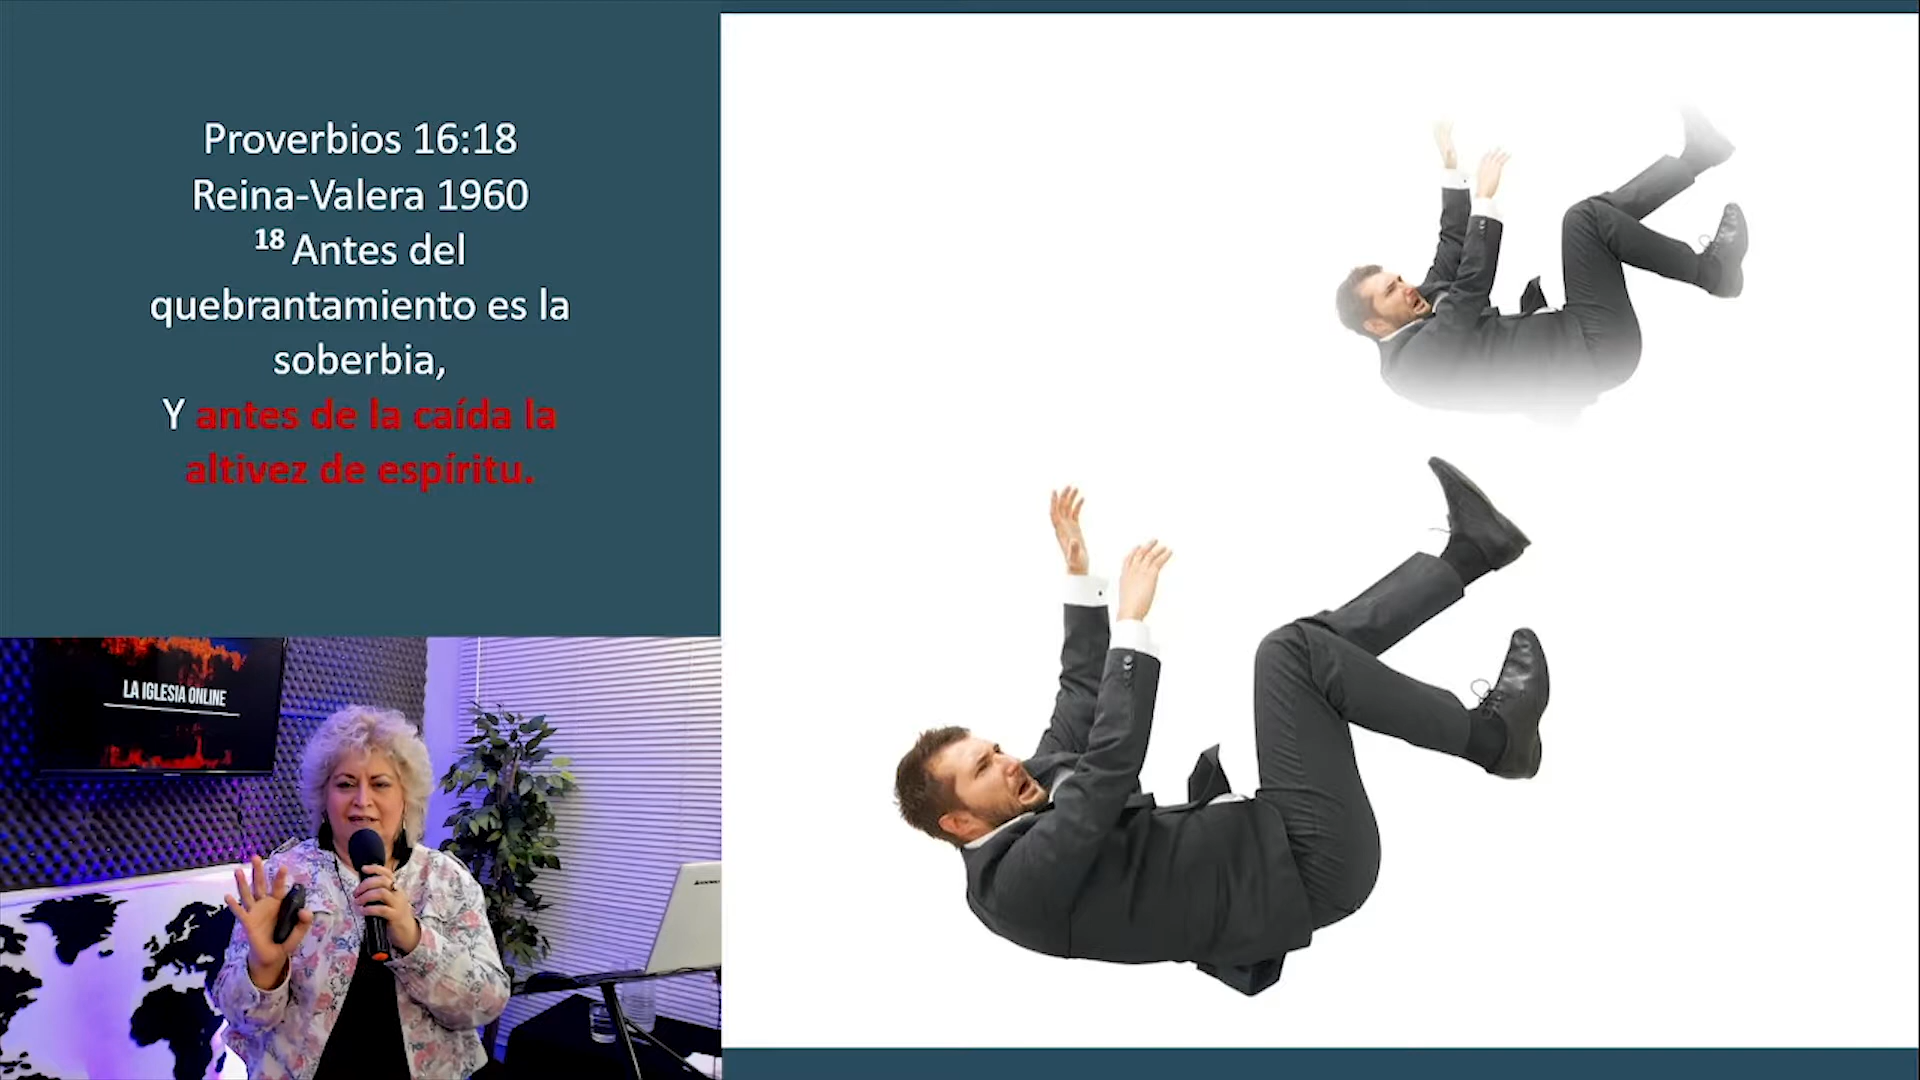 Proverbios 16:18
Reina-Valera 1960
18 Antes del
quebrantamiento es la
soberbia,
Y antes de la caída la
altivez de espíritu.
LA IGLESIA ONLINE